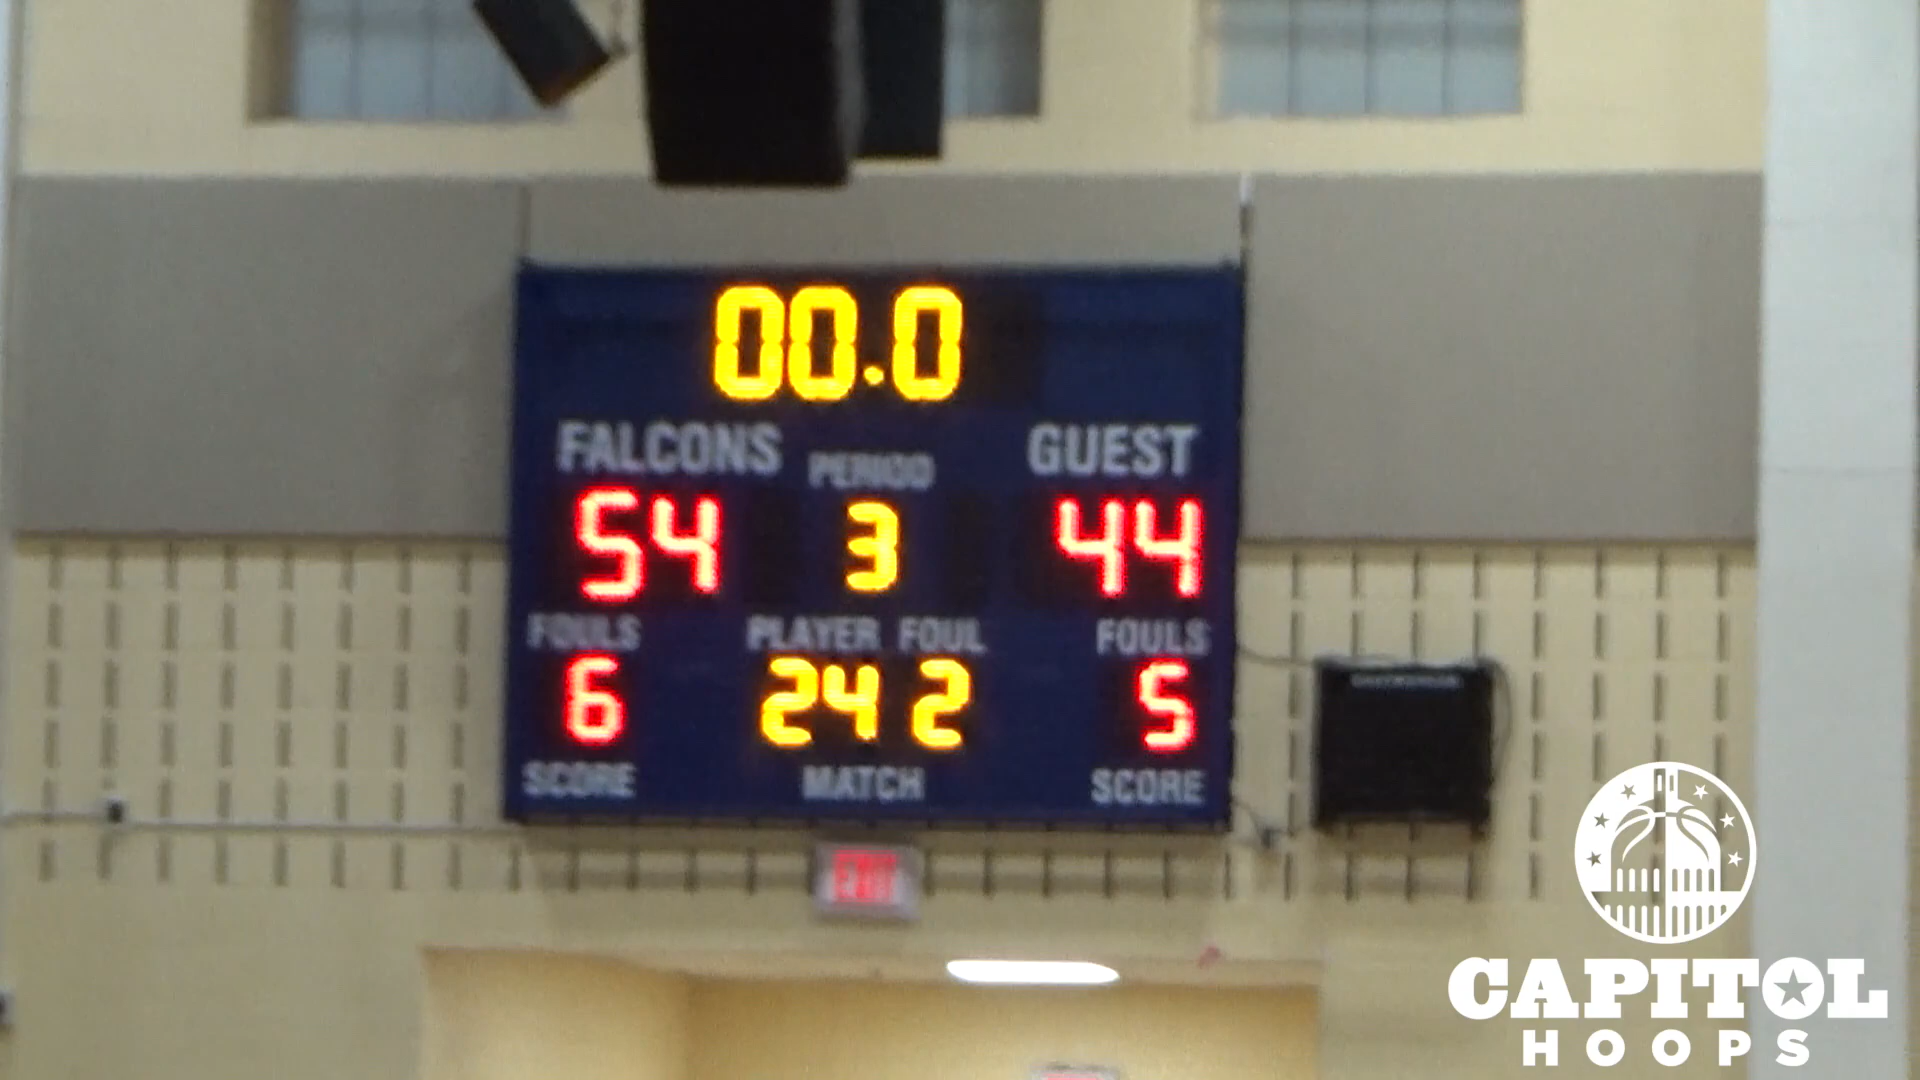 00.0
FALCONS PERIOD GUEST
54 3 44
FOULS PLAYER FOUL FOULS
6 24 2 5
SCORE MATCH SCORE
EXIT
CAPITOL
HOOPS